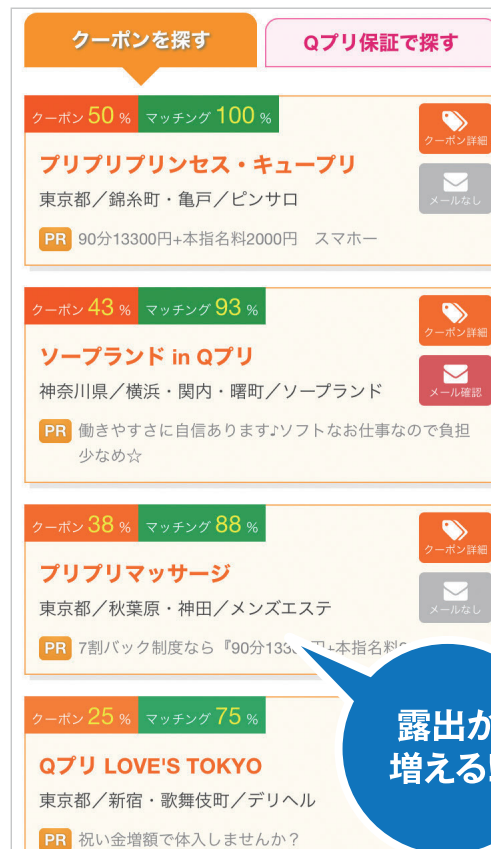 クーポンを探す
Qプリ保証で探す
クーポン 50 % マッチング 100 %
クーポン詳細
プリプリプリンセス・キュープリ
メールなし
東京都／錦糸町・亀戸／ピンサロ
PR 90分13300円+本指名料2000円 スマホー
クーポン 43 % マッチング 93 %
クーポン詳細
ソープランド in Qプリ
メール確認
神奈川県／横浜・関内・曙町／ソープランド
PR 働きやすさに自信あります♪ソフトなお仕事なので負担
少なめ☆
クーポン 38 % マッチング 88 %
クーポン詳細
プリプリマッサージ
メールなし
東京都／秋葉原・神田／メンズエステ
PR 7割バック制度なら『90分133 円+本指名料
クーポン 25 % マッチング 75 %
露出が
増える!
Qプリ LOVE'S TOKYO
東京都／新宿・歌舞伎町／デリヘル
PR 祝い金増額で体入しませんか？